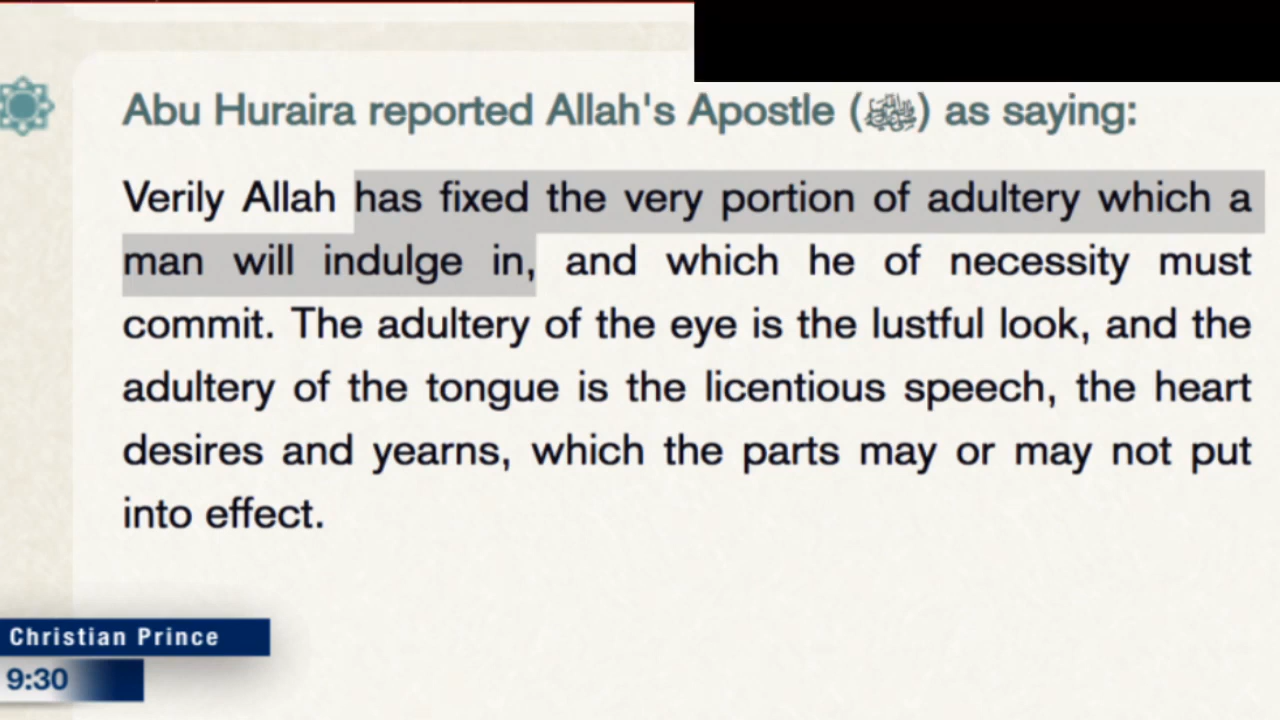 Abu Huraira reported Allah's Apostle (ﷺ) as saying:
Verily Allah has fixed the very portion of adultery which a
man will indulge in, and which he of necessity must
commit. The adultery of the eye is the lustful look, and the
adultery of the tongue is the licentious speech, the heart
desires and yearns, which the parts may or may not put
into effect.
Christian Prince
9:30